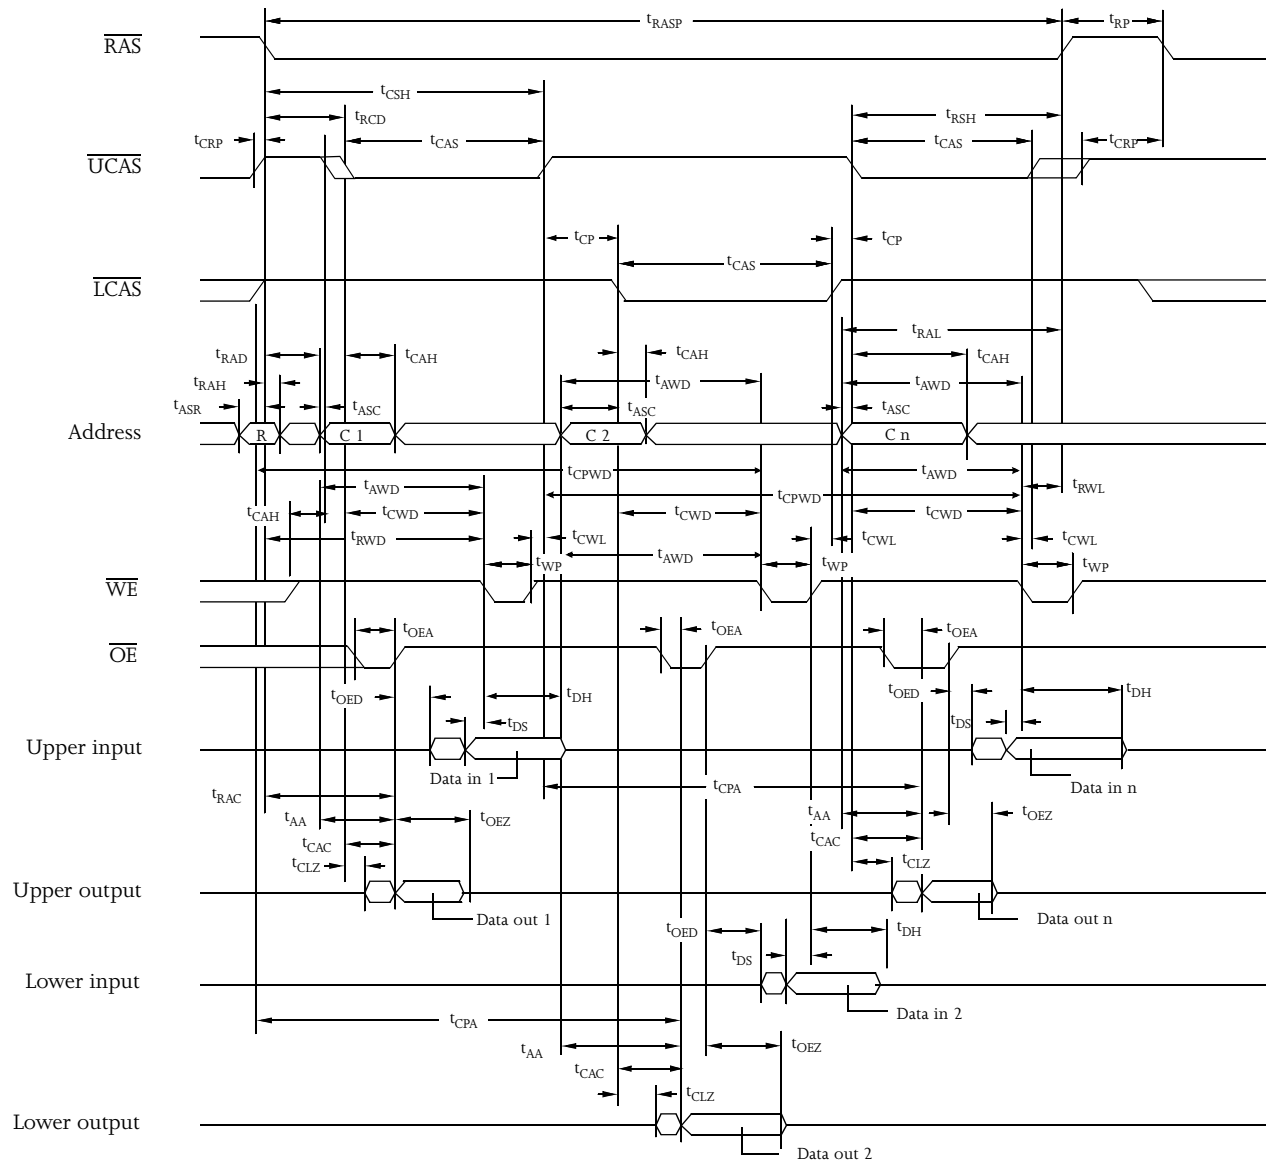 tRASP tRP
RAS
tCSH
tRCD tRSH
tCRP tCAS tCAS tCRP
UCAS
tCP tCP
tCAS
LCAS
tRAL
tRAD tCAH tCAH tCAH
tRAH tAWD tAWD
tASR tASC tASC tASC
Address R C 1 C 2 C n
tCPWD tAWD
tAWD tCPWD tRWL
tCAH tCWD tCWD tCWD
tRWD tCWL tCWL tCWL
tWP tAWD tWP tWP
WE
tOEA tOEA tOEA
OE
tOED tDH tOED tDH
tDS tDS
Upper input
Data in 1 Data in n
tCPA
tRAC
tAA tOEZ tAA tOEZ
tCAC tCAC
tCLZ tCLZ
Upper output
Data out 1 Data out n
tOED tDH
tDS
Lower input
Data in 2
tCPA
tAA tOEZ
tCAC
tCLZ
Lower output
Data out 2